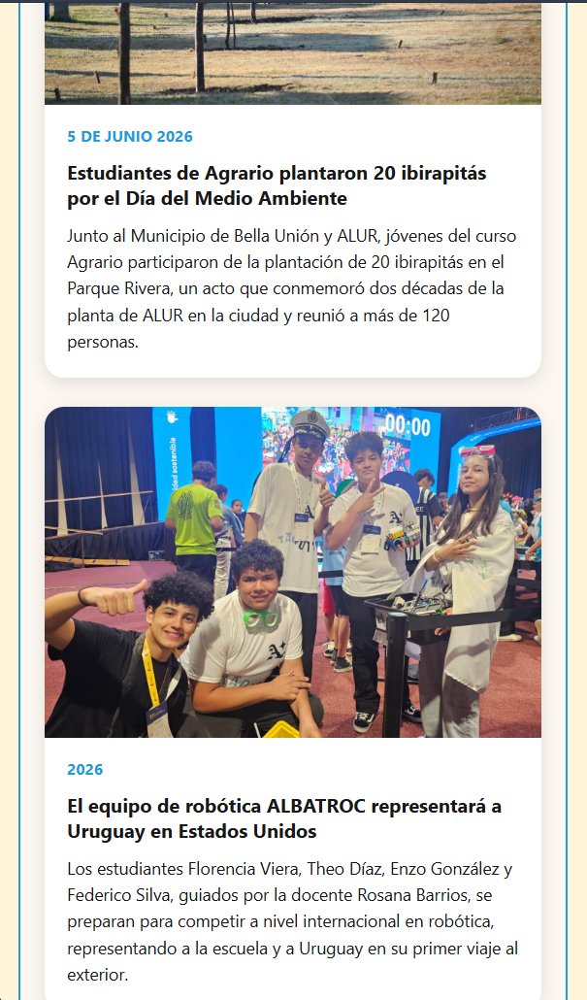 5 DE JUNIO 2026
Estudiantes de Agrario plantaron 20 ibirapitás
por el Día del Medio Ambiente
Junto al Municipio de Bella Unión y ALUR, jóvenes del curso
Agrario participaron de la plantación de 20 ibirapitás en el
Parque Rivera, un acto que conmemoró dos décadas de la
planta de ALUR en la ciudad y reunió a más de 120
personas.
00:00
2026
El equipo de robótica ALBATROC representará a
Uruguay en Estados Unidos
Los estudiantes Florencia Viera, Theo Díaz, Enzo González y
Federico Silva, guiados por la docente Rosana Barrios, se
preparan para competir a nivel internacional en robótica,
representando a la escuela y a Uruguay en su primer viaje al
exterior.